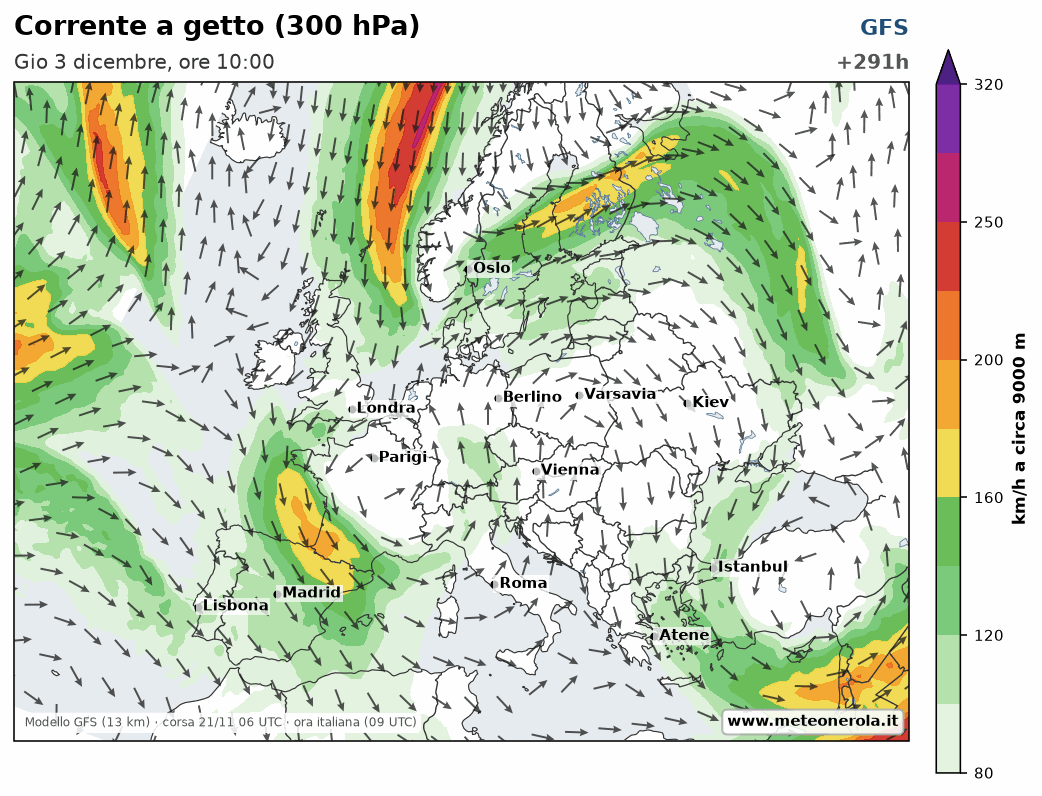 Corrente a getto (300 hPa)
GFS
Gio 3 dicembre, ore 10:00
+291h
320
250
200
160
120
80
km/h a circa 9000 m
Oslo
Londra
Berlino
Varsavia
Kiev
Parigi
Vienna
Istanbul
Roma
Madrid
Lisbona
Atene
Modello GFS (13 km) · corsa 21/11 06 UTC · ora italiana (09 UTC)
www.meteonerola.it